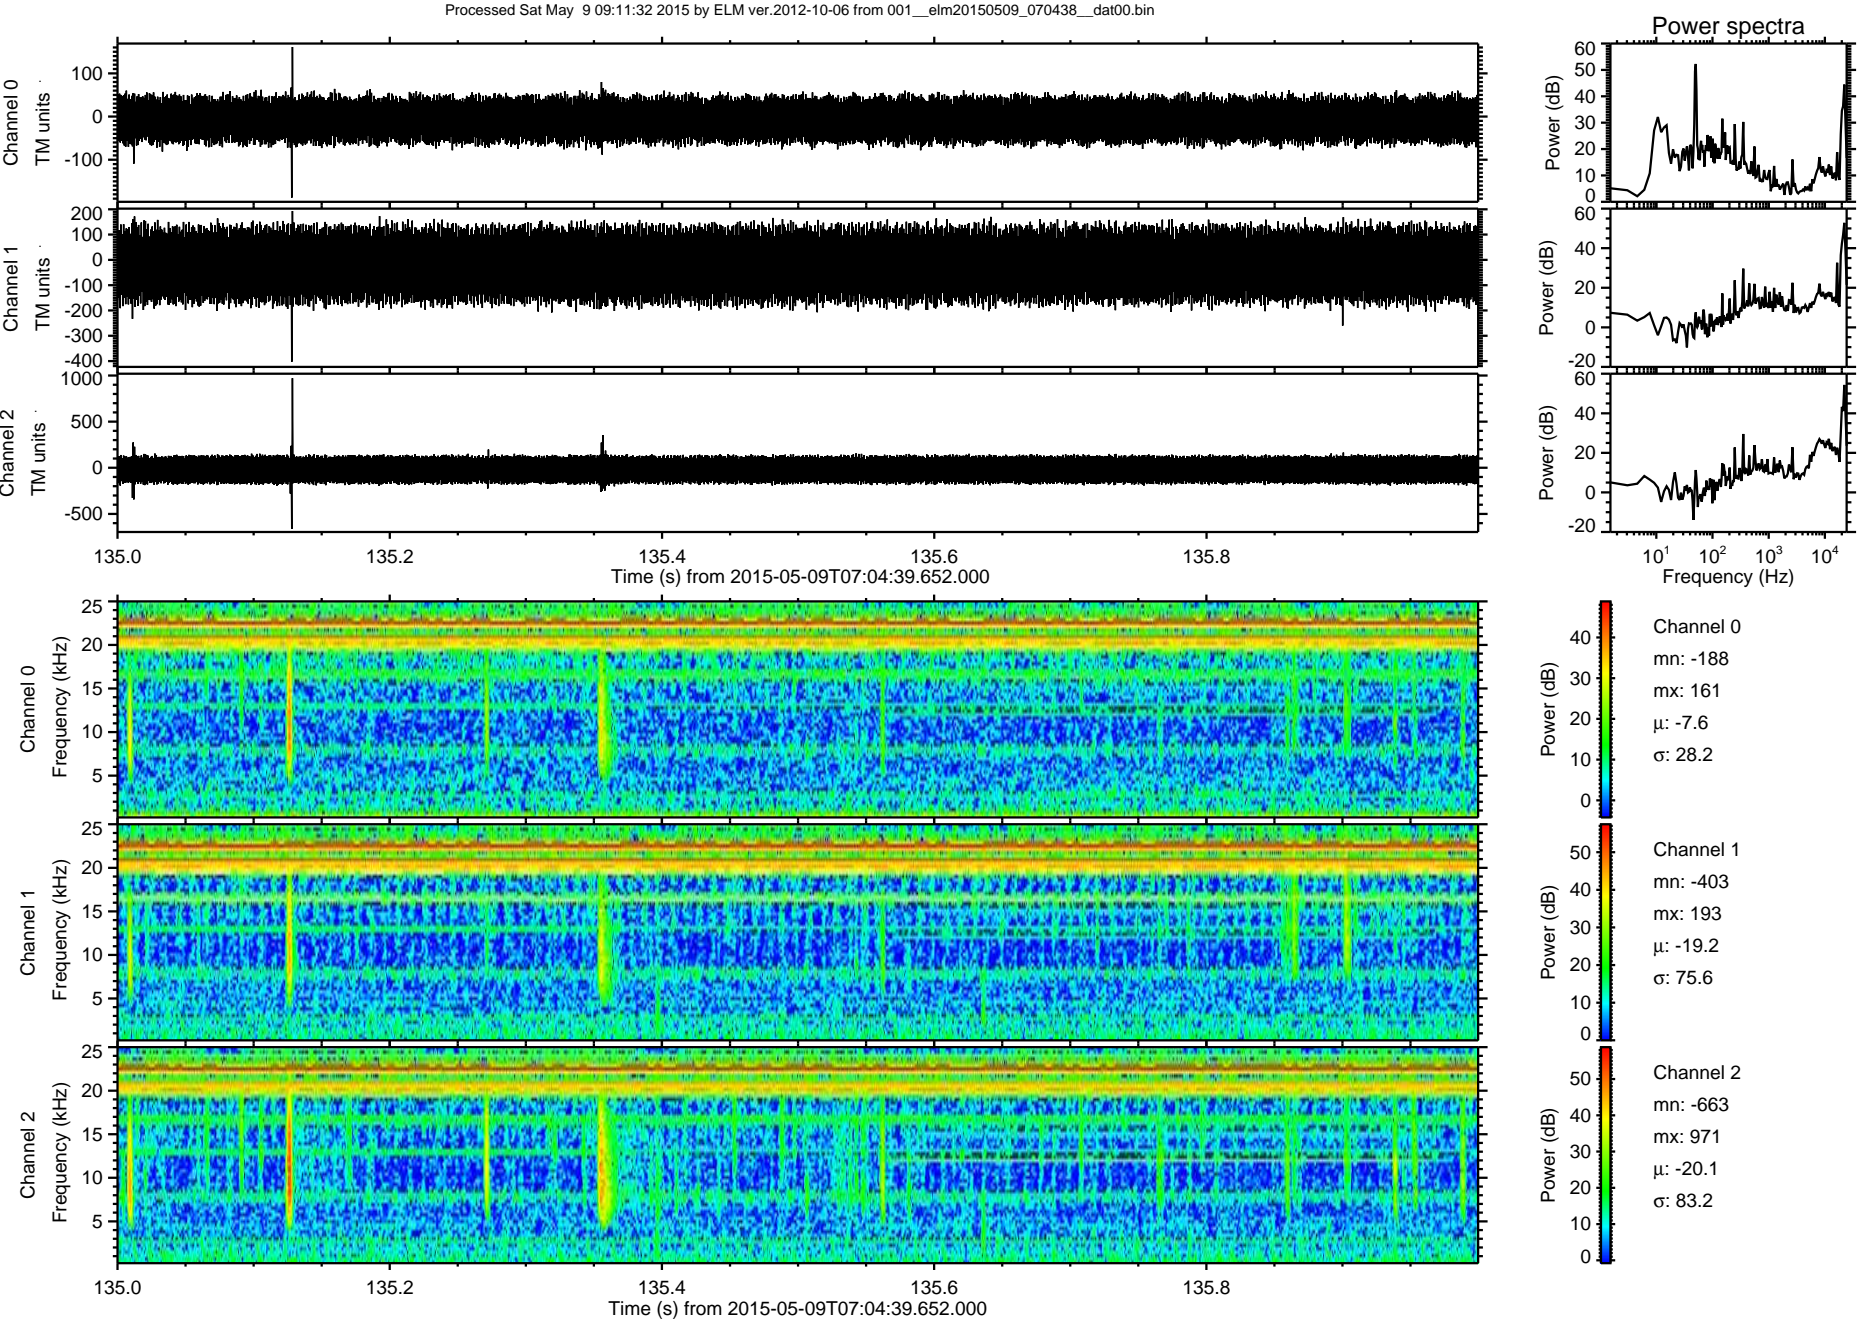 Processed Sat May  9 09:11:32 2015 by ELM ver.2012-10-06 from 001__elm20150509_070438__dat00.bin
Power spectra
Channel 0
TM units
100
0
-100
Power (dB)
60
50
40
30
20
10
0
Channel 1
TM units
200
100
0
-100
-200
-300
-400
Power (dB)
60
40
20
0
-20
Channel 2
TM units
1000
500
0
-500
Power (dB)
60
40
20
0
-20
135.0 135.2 135.4 135.6 135.8
Time (s) from 2015-05-09T07:04:39.652.000
10^1 10^2 10^3 10^4
Frequency (Hz)
Channel 0
Frequency (kHz)
25
20
15
10
5
Power (dB)
40
30
20
10
0
Channel 0
mn: -188
mx: 161
μ: -7.6
σ: 28.2
Channel 1
Frequency (kHz)
25
20
15
10
5
Power (dB)
50
40
30
20
10
0
Channel 1
mn: -403
mx: 193
μ: -19.2
σ: 75.6
Channel 2
Frequency (kHz)
25
20
15
10
5
Power (dB)
50
40
30
20
10
0
Channel 2
mn: -663
mx: 971
μ: -20.1
σ: 83.2
135.0 135.2 135.4 135.6 135.8
Time (s) from 2015-05-09T07:04:39.652.000